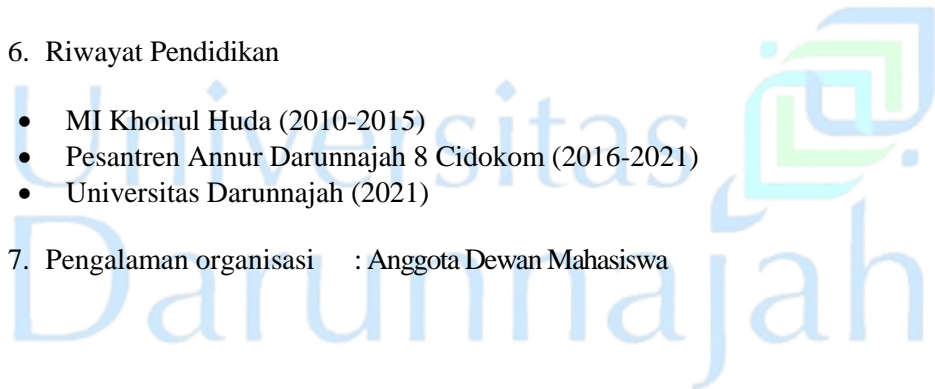 6. Riwayat Pendidikan
• MI Khoirul Huda (2010-2015)
• Pesantren Annur Darunnajah 8 Cidokom (2016-2021)
• Universitas Darunnajah (2021)
7. Pengalaman organisasi : Anggota Dewan Mahasiswa
Universitas
Darunnajah